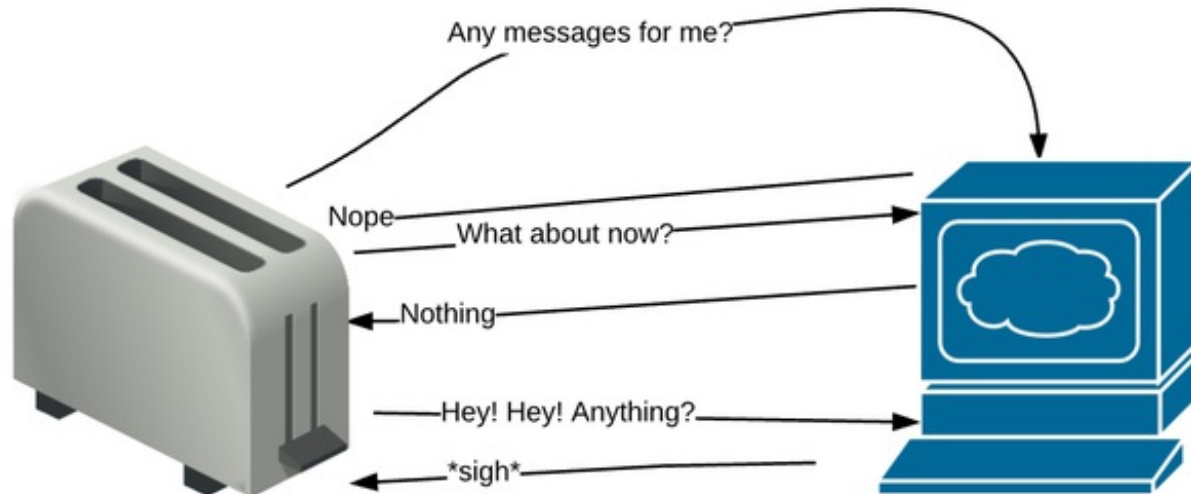 Any messages for me?
Nope
What about now?
Nothing
Hey! Hey! Anything?
*sigh*